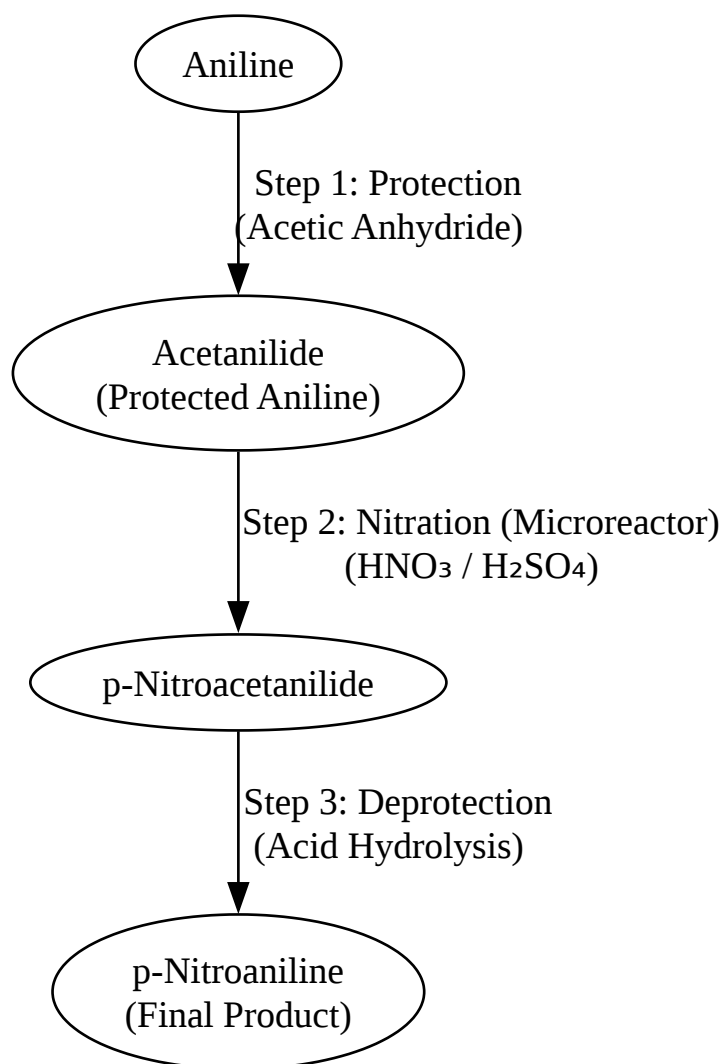 Aniline
Step 1: Protection
(Acetic Anhydride)
Acetanilide
(Protected Aniline)
Step 2: Nitration (Microreactor)
(HNO₃ / H₂SO₄)
p-Nitroacetanilide
Step 3: Deprotection
(Acid Hydrolysis)
p-Nitroaniline
(Final Product)